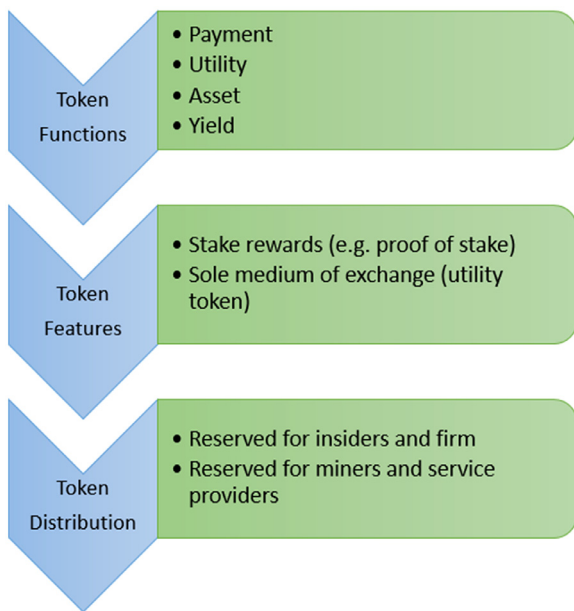 Token
Functions
• Payment
• Utility
• Asset
• Yield
Token
Features
• Stake rewards (e.g. proof of stake)
• Sole medium of exchange (utility
token)
Token
Distribution
• Reserved for insiders and firm
• Reserved for miners and service
providers